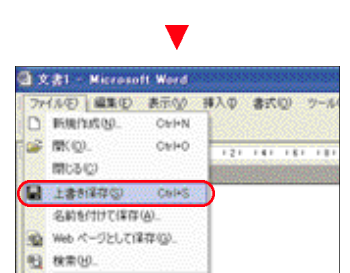 文書1 - Microsoft Word
ファイル(F) 編集(E) 表示(V) 挿入(I) 書式(O) ツール
新規作成(N)... Ctrl+N
開く(O)... Ctrl+O
閉じる(C)
上書き保存(S) Ctrl+S
名前を付けて保存(A)...
Web ページとして保存(G)...
検索(H)...